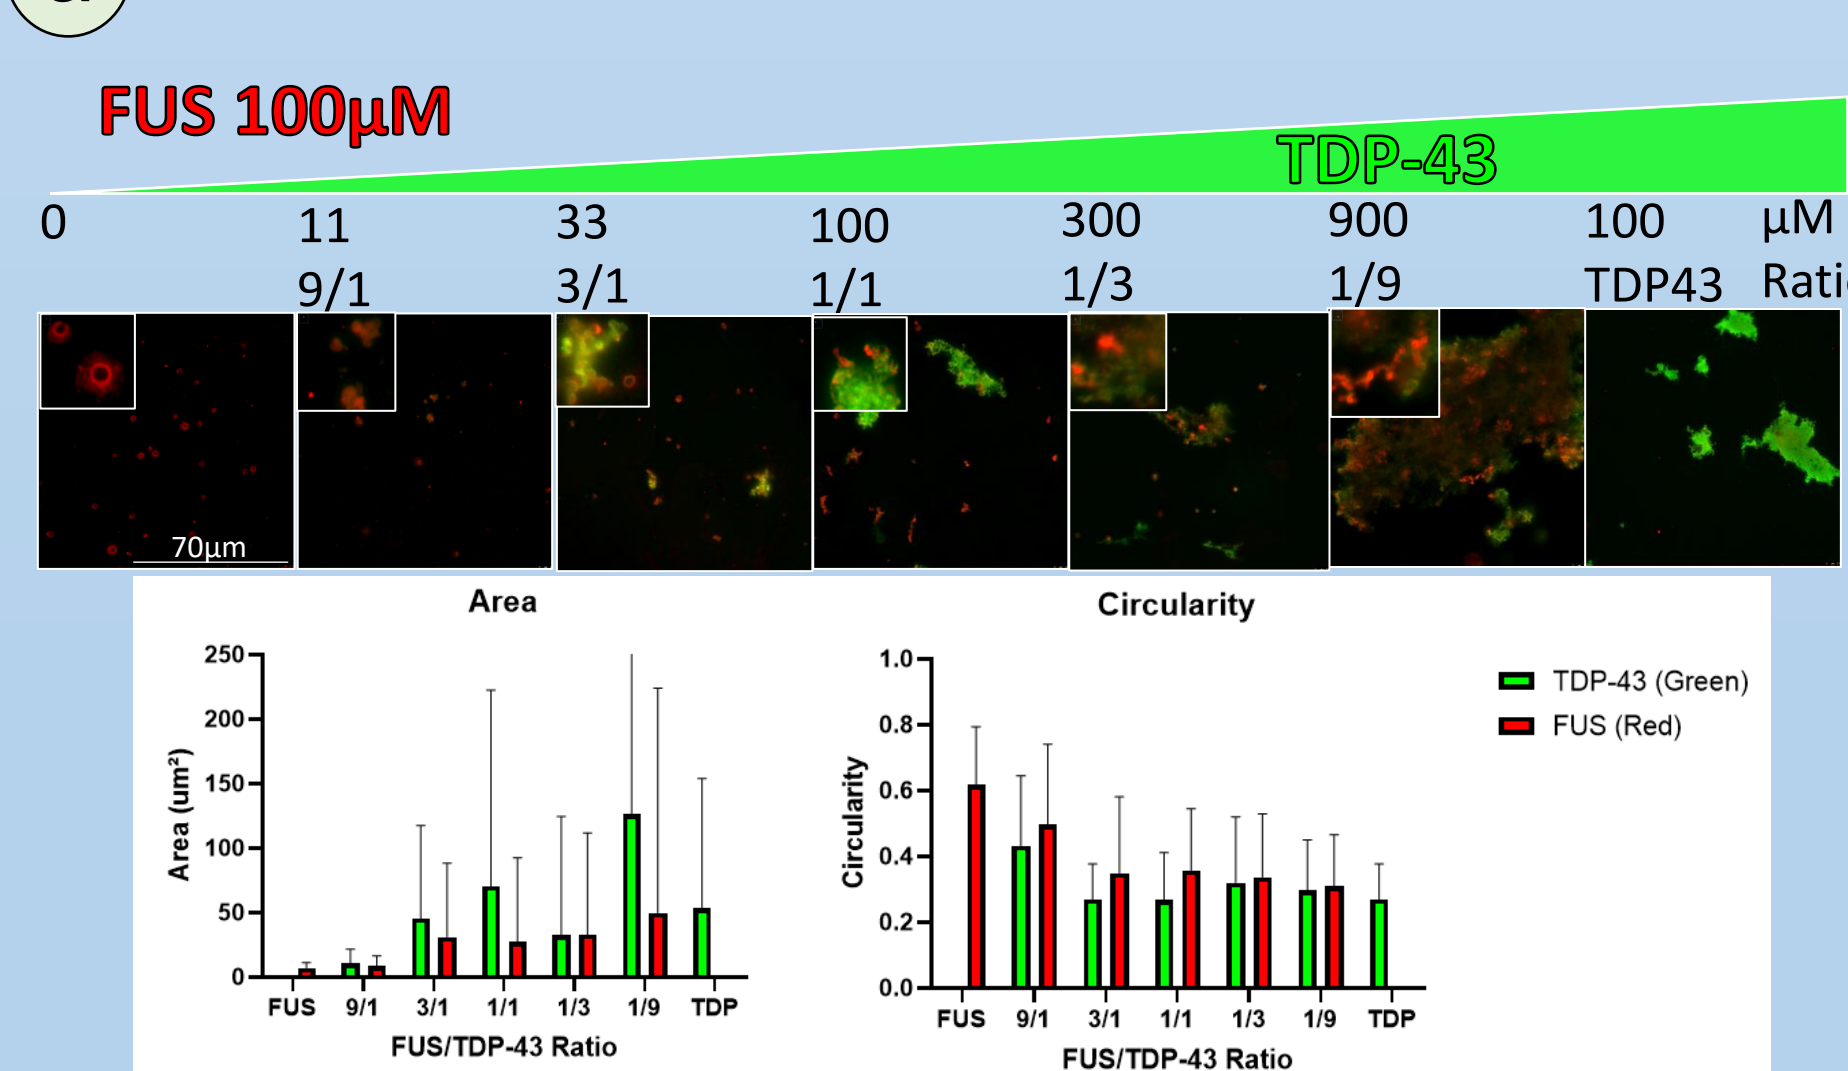 FUS 100µM
TDP-43
0 11 33 100 300 900 100 µM
9/1 3/1 1/1 1/3 1/9 TDP43
70µm
Area
250
200
150
100
50
0
Area (um²)
FUS 9/1 3/1 1/1 1/3 1/9 TDP
FUS/TDP-43 Ratio
Circularity
1.0
0.8
0.6
0.4
0.2
0.0
Circularity
FUS 9/1 3/1 1/1 1/3 1/9 TDP
FUS/TDP-43 Ratio
TDP-43 (Green)
FUS (Red)